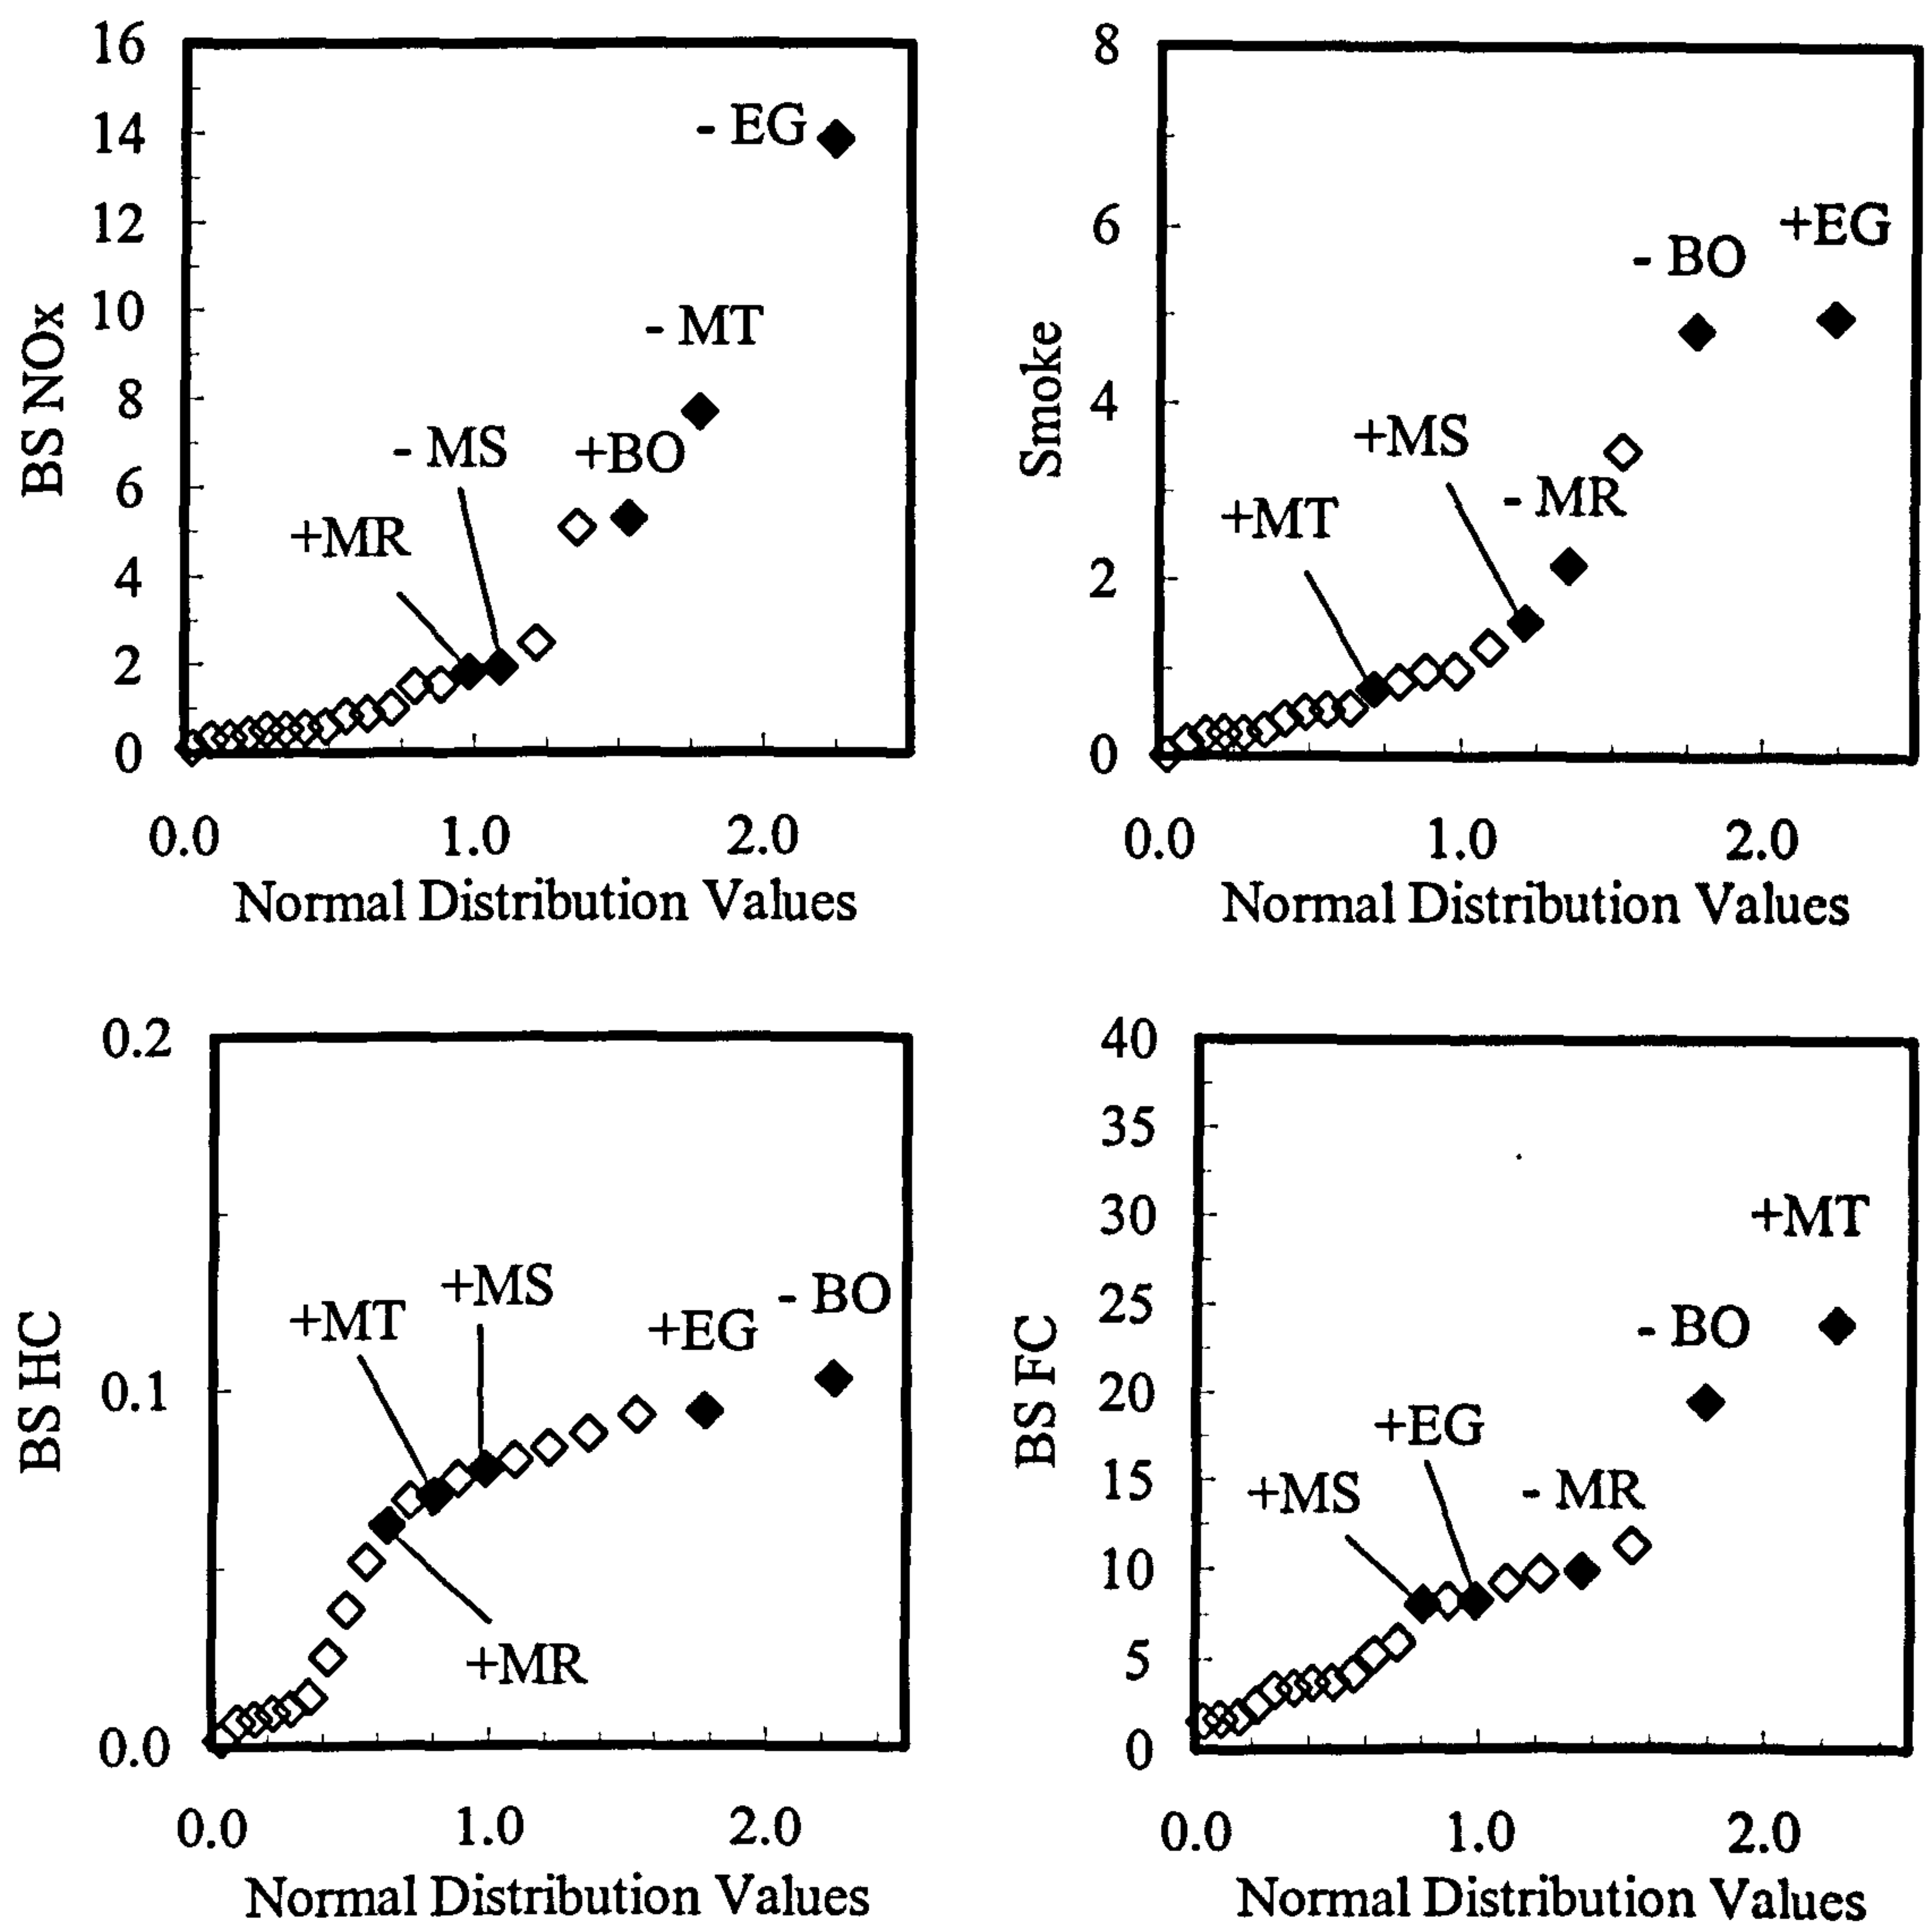 16
14
12
10
8
6
4
2
0
BS NOx
- EG
- MT
- MS
+BO
+MR
0.0 1.0 2.0
Normal Distribution Values
8
6
4
2
0
Smoke
+EG
- BO
+MS
- MR
+MT
0.0 1.0 2.0
Normal Distribution Values
0.2
0.1
0.0
BS HC
+MS
- BO
+MT
+EG
+MR
0.0 1.0 2.0
Normal Distribution Values
40
35
30
25
20
15
10
5
0
BS FC
+MT
- BO
+EG
+MS
- MR
0.0 1.0 2.0
Normal Distribution Values